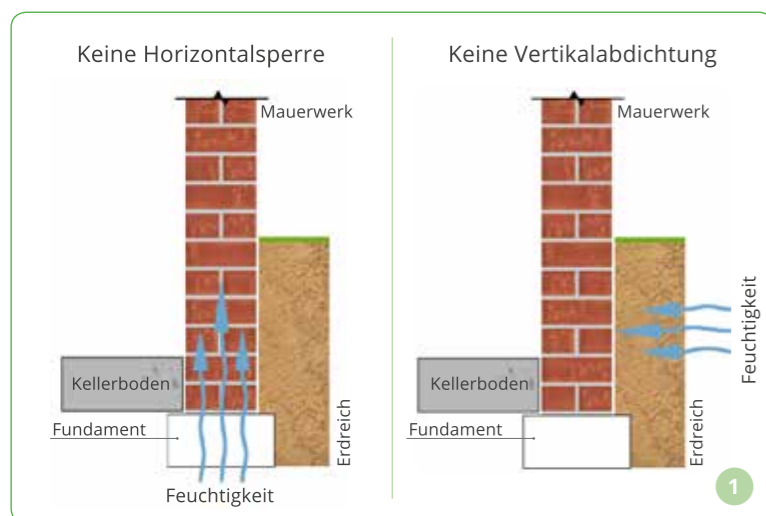 Keine Horizontalsperre
Mauerwerk
Kellerboden
Fundament
Erdreich
Feuchtigkeit
Keine Vertikalabdichtung
Mauerwerk
Feuchtigkeit
Kellerboden
Fundament
Erdreich
1